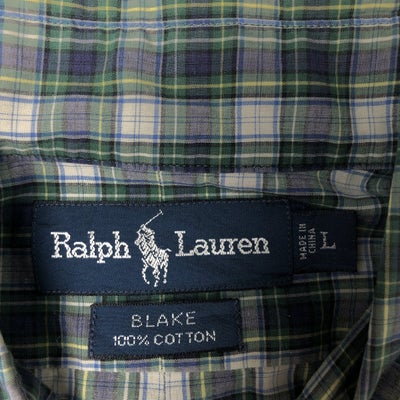 Ralph Lauren
MADE IN
CHINA
L
BLAKE
100% COTTON